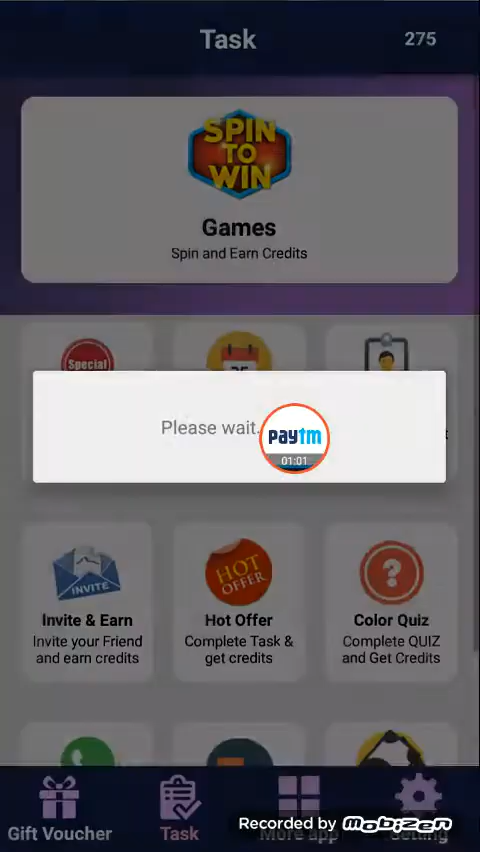 Task
275
SPIN
TO
WIN
Games
Spin and Earn Credits
Special
Please wait.
paytm
01:01
INVITE
HOT
OFFER
?
Invite & Earn
Invite your Friend
and earn credits
Hot Offer
Complete Task &
get credits
Color Quiz
Complete QUIZ
and Get Credits
Gift Voucher
Task
More app
Setting
Recorded by MOBIZEN